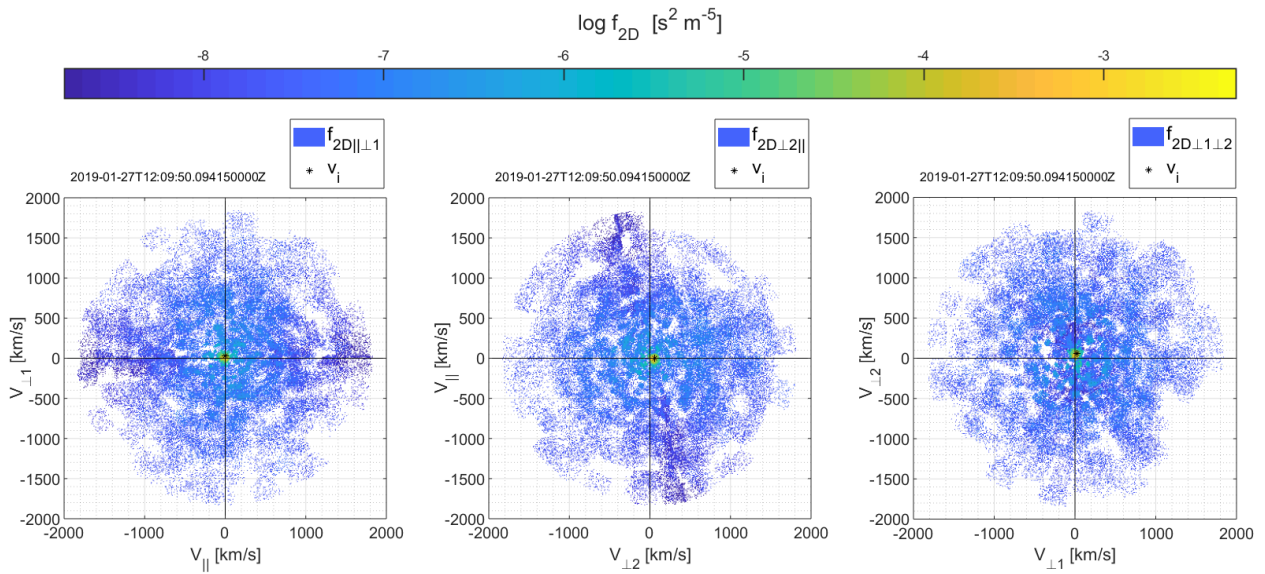 log f2D [s2 m-5]
-8 -7 -6 -5 -4 -3
f2D||⊥1
vi
2019-01-27T12:09:50.094150000Z
2000
1500
1000
500
0
-500
-1000
-1500
-2000
V⊥1 [km/s]
-2000 -1000 0 1000 2000
V|| [km/s]
f2D⊥2||
vi
2019-01-27T12:09:50.094150000Z
2000
1500
1000
500
0
-500
-1000
-1500
-2000
V|| [km/s]
-2000 -1000 0 1000 2000
V⊥2 [km/s]
f2D⊥1⊥2
vi
2019-01-27T12:09:50.094150000Z
2000
1500
1000
500
0
-500
-1000
-1500
-2000
V⊥2 [km/s]
-2000 -1000 0 1000 2000
V⊥1 [km/s]